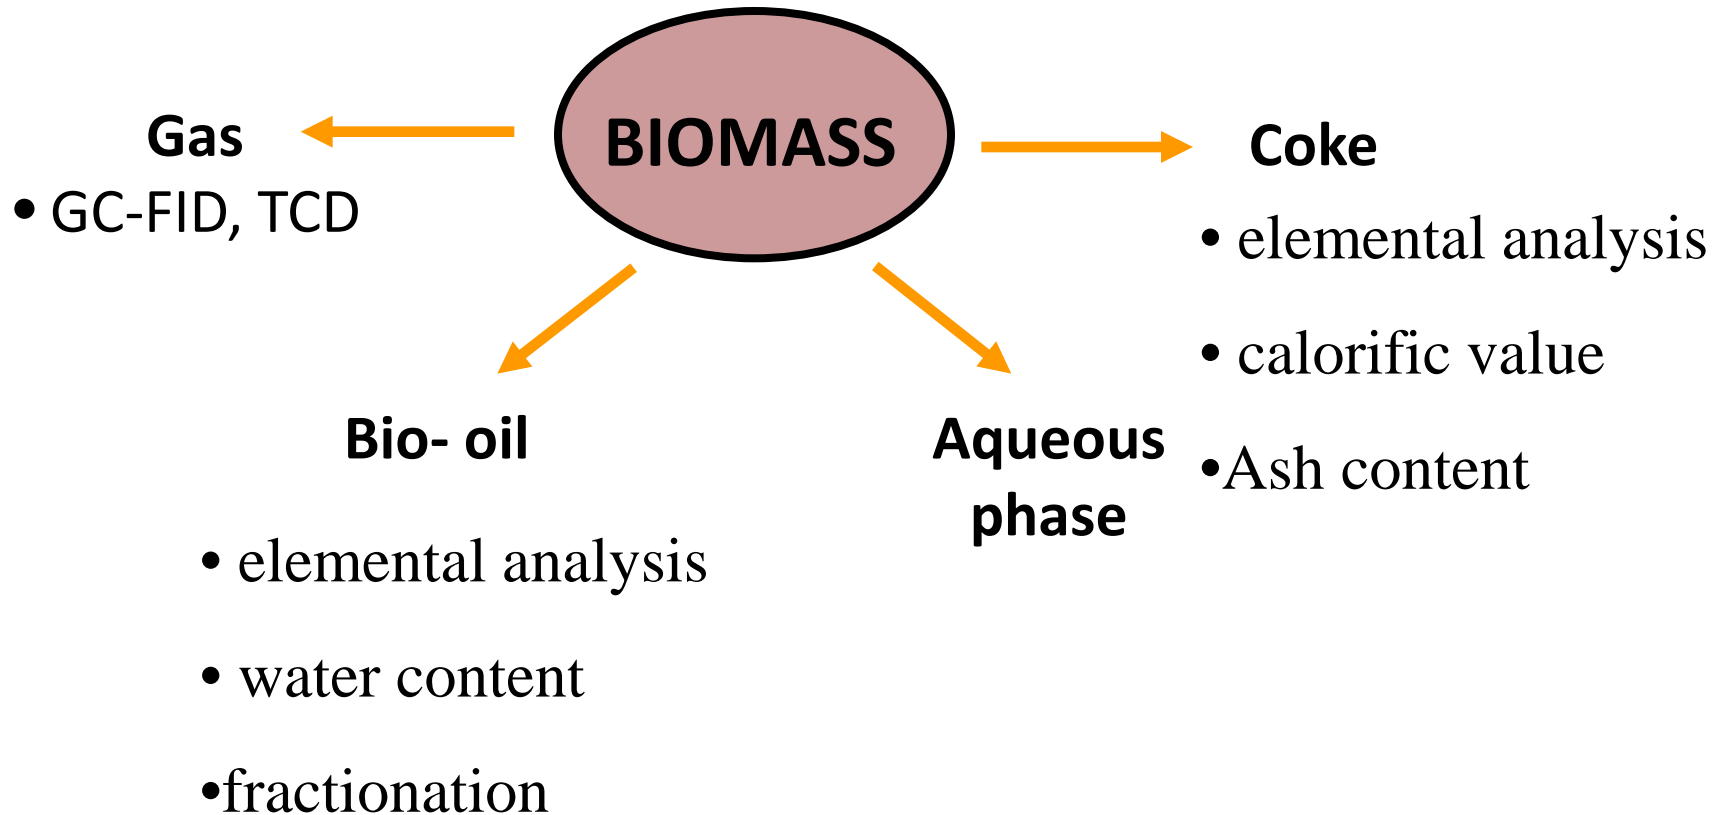 BIOMASS
Gas
• GC-FID, TCD
Coke
• elemental analysis
• calorific value
•Ash content
Bio- oil
• elemental analysis
• water content
•fractionation
Aqueous
phase